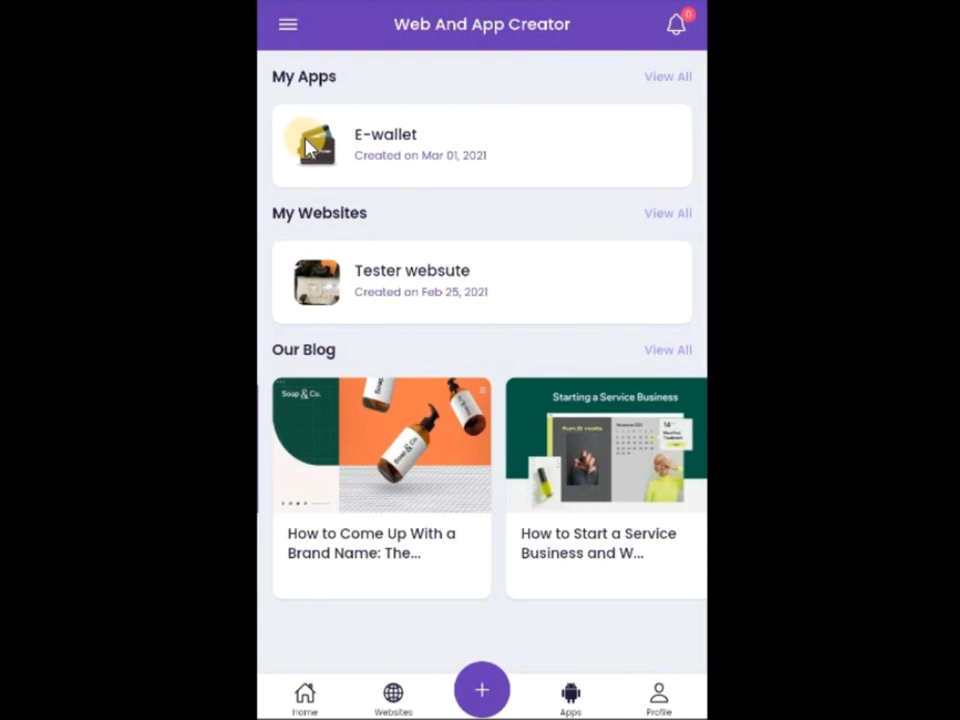 Web And App Creator
0
My Apps
View All
E-wallet
Created on Mar 01, 2021
My Websites
View All
Tester websute
Created on Feb 25, 2021
Our Blog
View All
Soap & Co.
Soap & Co.
Starting a Service Business
How to Come Up With a
Brand Name: The...
How to Start a Service
Business and W...
Home
Websites
Apps
Profile